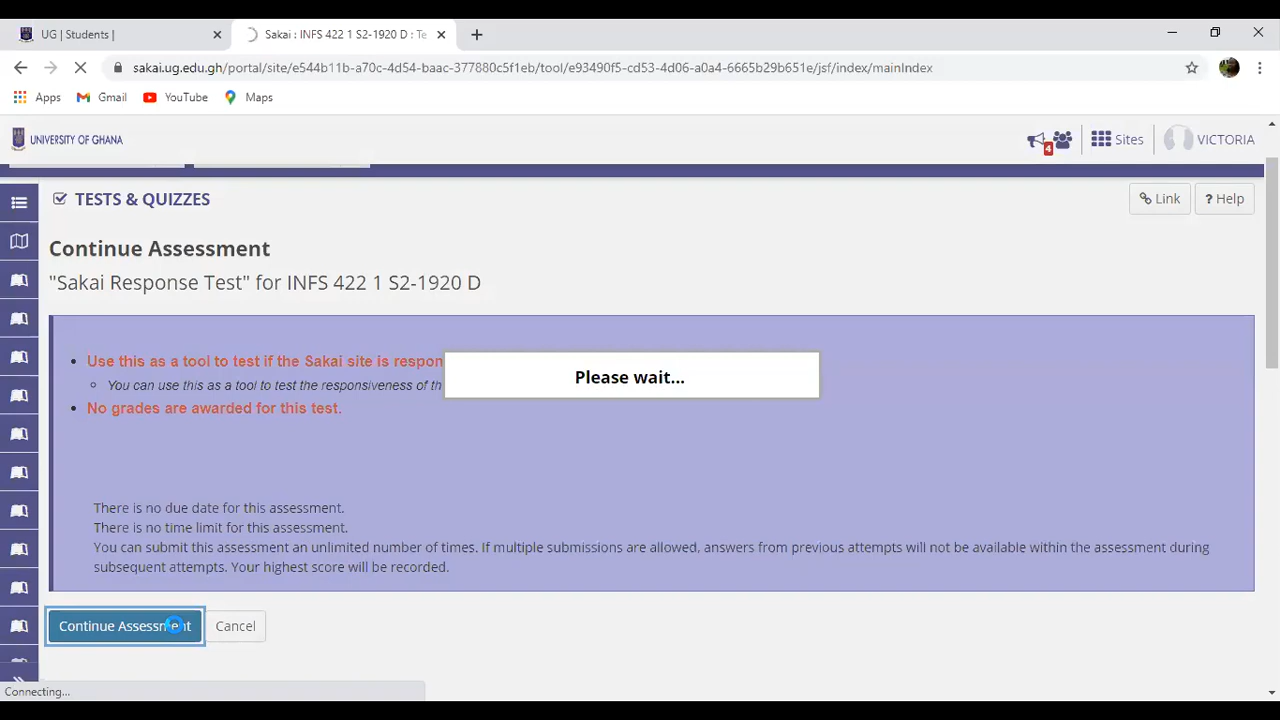 UG | Students |
Sakai : INFS 422 1 S2-1920 D : Te
sakai.ug.edu.gh/portal/site/e544b11b-a70c-4d54-baac-377880c5f1eb/tool/e93490f5-cd53-4d06-a0a4-6665b29b651e/jsf/index/mainIndex
Apps Gmail YouTube Maps
UNIVERSITY OF GHANA
4 Sites VICTORIA
TESTS & QUIZZES
Link ? Help
Continue Assessment
"Sakai Response Test" for INFS 422 1 S2-1920 D
Use this as a tool to test if the Sakai site is respon
Please wait...
You can use this as a tool to test the responsiveness of th
No grades are awarded for this test.
There is no due date for this assessment.
There is no time limit for this assessment.
You can submit this assessment an unlimited number of times. If multiple submissions are allowed, answers from previous attempts will not be available within the assessment during
subsequent attempts. Your highest score will be recorded.
Continue Assessment Cancel
Connecting...